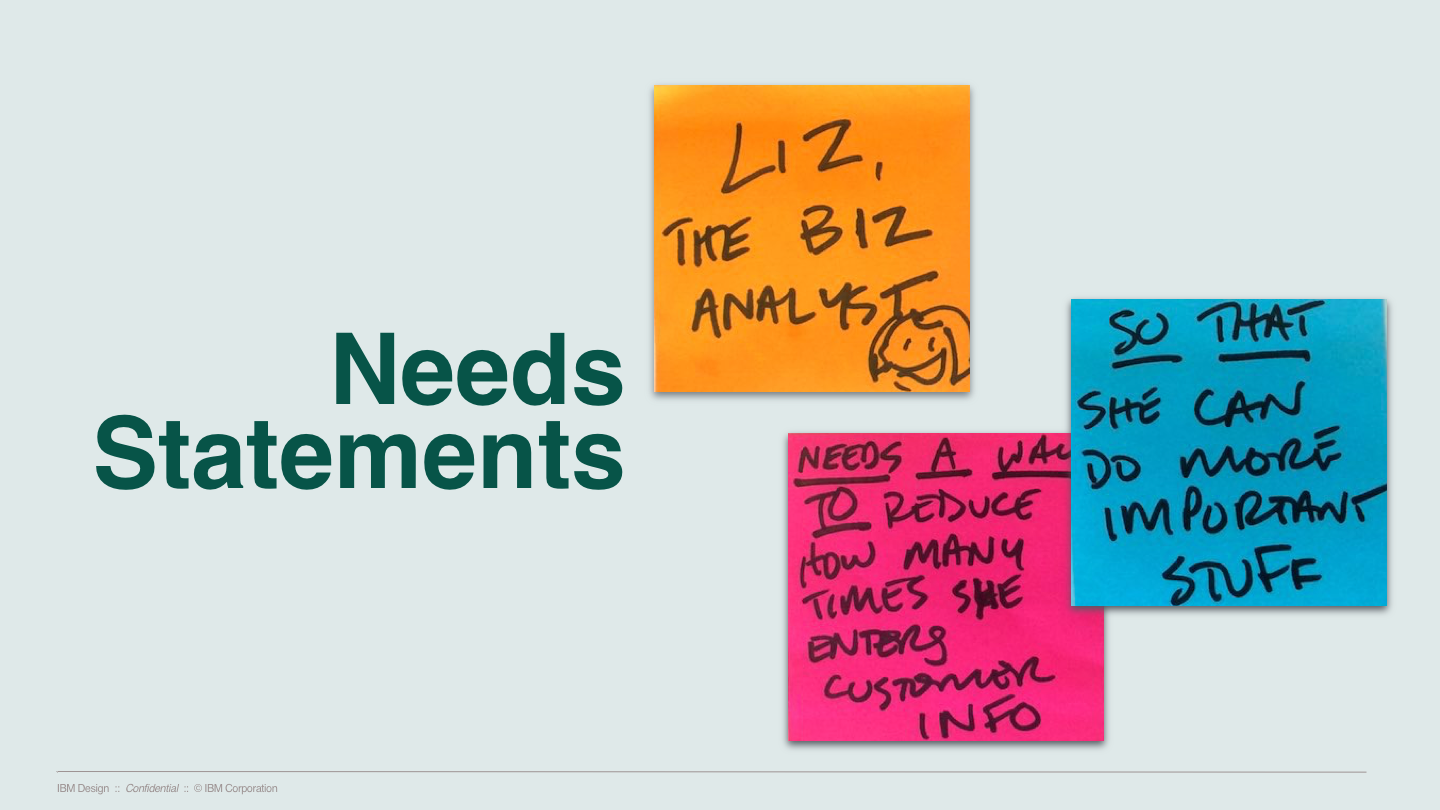 Needs
Statements
LIZ,
THE BIZ
ANALYST
NEEDS A WAY
TO REDUCE
HOW MANY
TIMES SHE
ENTERS
CUSTOMER
INFO
SO THAT
SHE CAN
DO MORE
IMPORTANT
STUFF
IBM Design :: Confidential :: © IBM Corporation